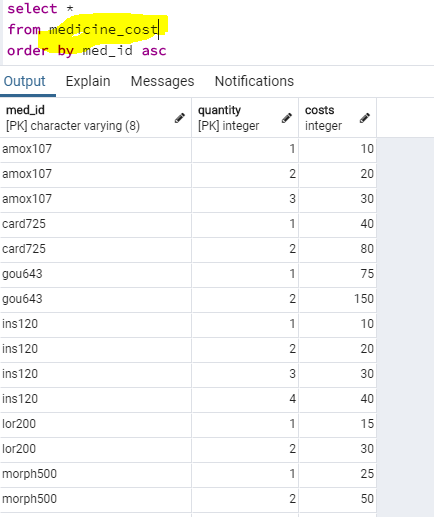 select *
from medicine_cost
order by med_id asc
Output Explain Messages Notifications
med_id quantity costs
[PK] character varying (8) [PK] integer integer
amox107 1 10
amox107 2 20
amox107 3 30
card725 1 40
card725 2 80
gou643 1 75
gou643 2 150
ins120 1 10
ins120 2 20
ins120 3 30
ins120 4 40
lor200 1 15
lor200 2 30
morph500 1 25
morph500 2 50